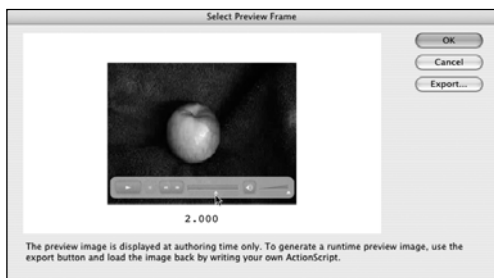 Select Preview Frame
OK
Cancel
Export...
2.000
The preview image is displayed at authoring time only. To generate a runtime preview image, use the
export button and load the image back by writing your own ActionScript.